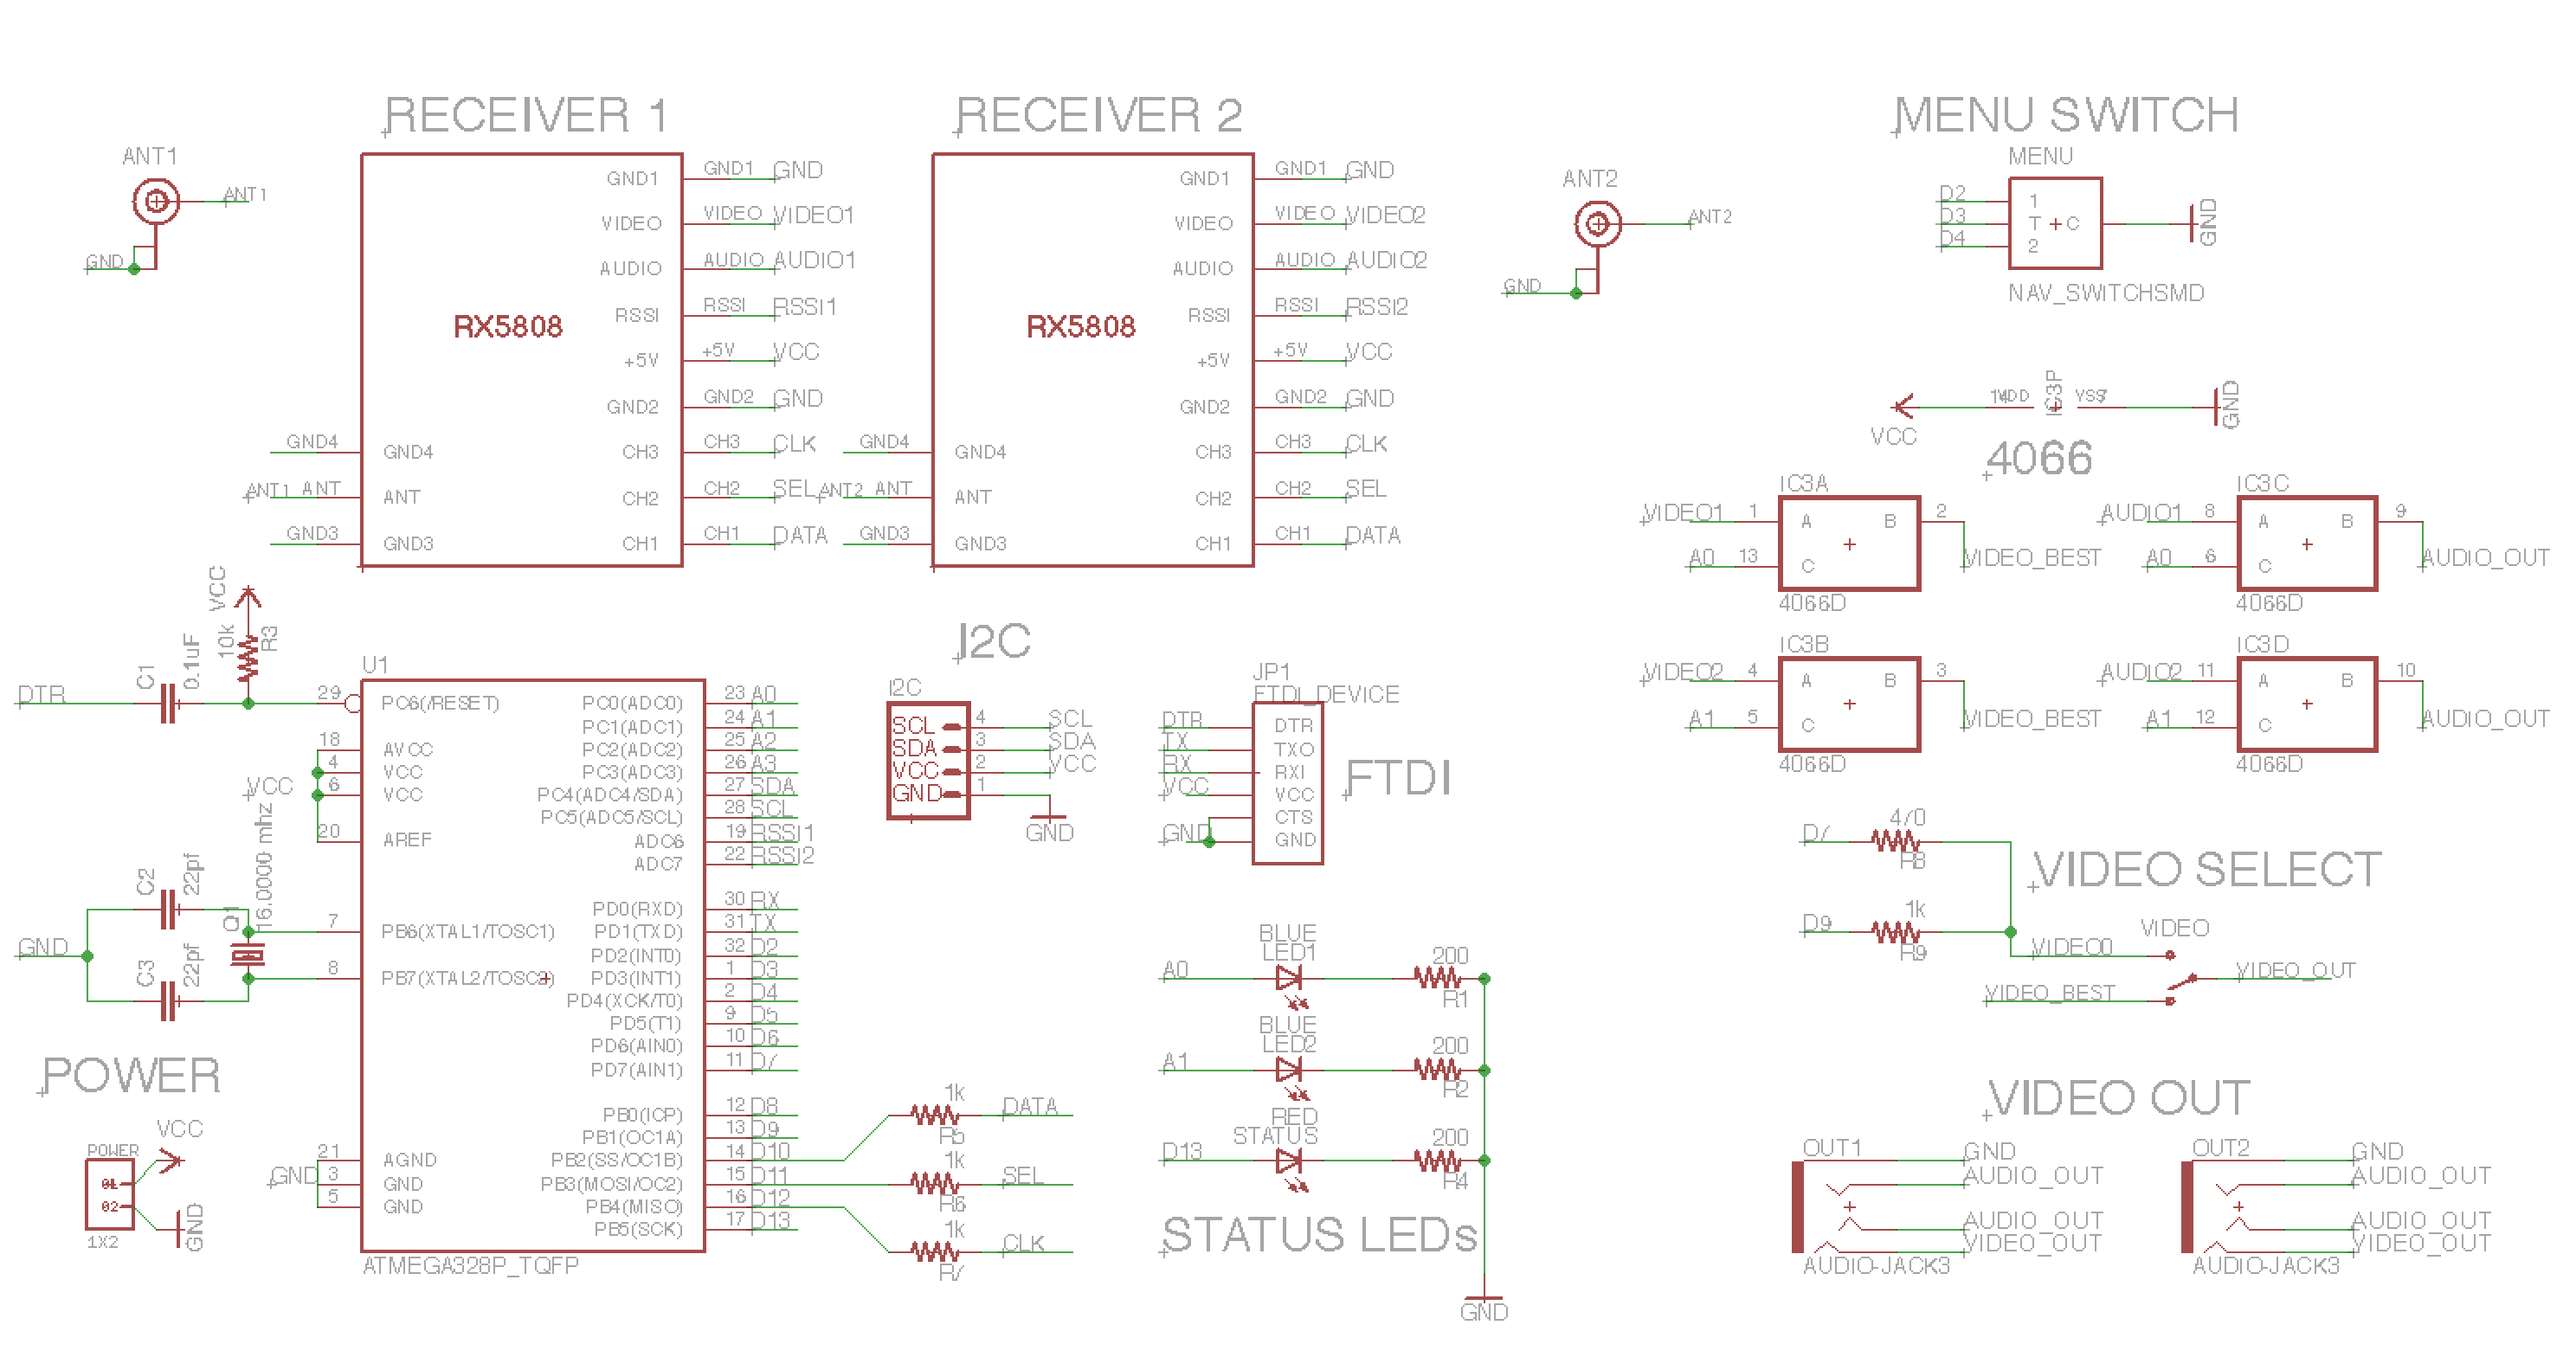 RECEIVER 1
ANT1
ANT1
GND
RX5808
GND1
VIDEO
AUDIO
RSSI
+5V
GND2
CH3
CH2
CH1
GND4
ANT
GND3
GND1 GND
VIDEO VIDEO1
AUDIO AUDIO1
RSSI RSSI1
+5V VCC
GND2 GND
CH3 CLK
CH2 SEL
CH1 DATA
GND4
ANT1 ANT
GND3
RECEIVER 2
RX5808
GND1
VIDEO
AUDIO
RSSI
+5V
GND2
CH3
CH2
CH1
GND4
ANT
GND3
GND1 GND
VIDEO VIDEO2
AUDIO AUDIO2
RSSI RSSI2
+5V VCC
GND2 GND
CH3 CLK
CH2 SEL
CH1 DATA
GND4
ANT2 ANT
GND3
ANT2
ANT2
GND
MENU SWITCH
MENU
D2 1
D3 T C
D4 2
GND
NAV_SWITCHSMD
VCC
14 VDD
IC3P
VSS 7
GND
4066
IC3A
VIDEO1 1 A B 2
A0 13 C VIDEO_BEST
4066D
IC3C
AUDIO1 8 A B 9
A0 6 C AUDIO_OUT
4066D
IC3B
VIDEO2 4 A B 3
A1 5 C VIDEO_BEST
4066D
IC3D
AUDIO2 11 A B 10
A1 12 C AUDIO_OUT
4066D
VCC
10k
R3
DTR
C1
0.1uF
U1
29 PC6(/RESET)
18 AVCC
4 VCC
VCC 6 VCC
20 AREF
GND
C2
22pf
C3
22pf
Q1
16.0000 mhz
7 PB6(XTAL1/TOSC1)
8 PB7(XTAL2/TOSC2)
21 AGND
GND 3 GND
5 GND
PC0(ADC0) 23 A0
PC1(ADC1) 24 A1
PC2(ADC2) 25 A2
PC3(ADC3) 26 A3
PC4(ADC4/SDA) 27 SDA
PC5(ADC5/SCL) 28 SCL
ADC6 19 RSSI1
ADC7 22 RSSI2
PD0(RXD) 30 RX
PD1(TXD) 31 TX
PD2(INT0) 32 D2
PD3(INT1) 1 D3
PD4(XCK/T0) 2 D4
PD5(T1) 9 D5
PD6(AIN0) 10 D6
PD7(AIN1) 11 D7
PB0(ICP) 12 D8
PB1(OC1A) 13 D9
PB2(SS/OC1B) 14 D10
PB3(MOSI/OC2) 15 D11
PB4(MISO) 16 D12
PB5(SCK) 17 D13
ATMEGA328P_TQFP
1k
R5
DATA
1k
R6
SEL
1k
R7
CLK
POWER
POWER
VCC
01
02
GND
1X2
I2C
I2C
SCL 4 SCL
SDA 3 SDA
VCC 2 VCC
GND 1
GND
JP1
FTDI_DEVICE
DTR DTR
TX TXO
RX RXI
VCC VCC
CTS
GND GND
FTDI
BLUE
LED1
A0
200
R1
BLUE
LED2
A1
200
R2
RED
STATUS
D13
200
R4
STATUS LEDs
GND
D7
470
R8
D9
1k
R9
VIDEO SELECT
VIDEO
VIDEO0
VIDEO_OUT
VIDEO_BEST
VIDEO OUT
OUT1
GND
AUDIO_OUT
AUDIO_OUT
VIDEO_OUT
AUDIO-JACK3
OUT2
GND
AUDIO_OUT
AUDIO_OUT
VIDEO_OUT
AUDIO-JACK3